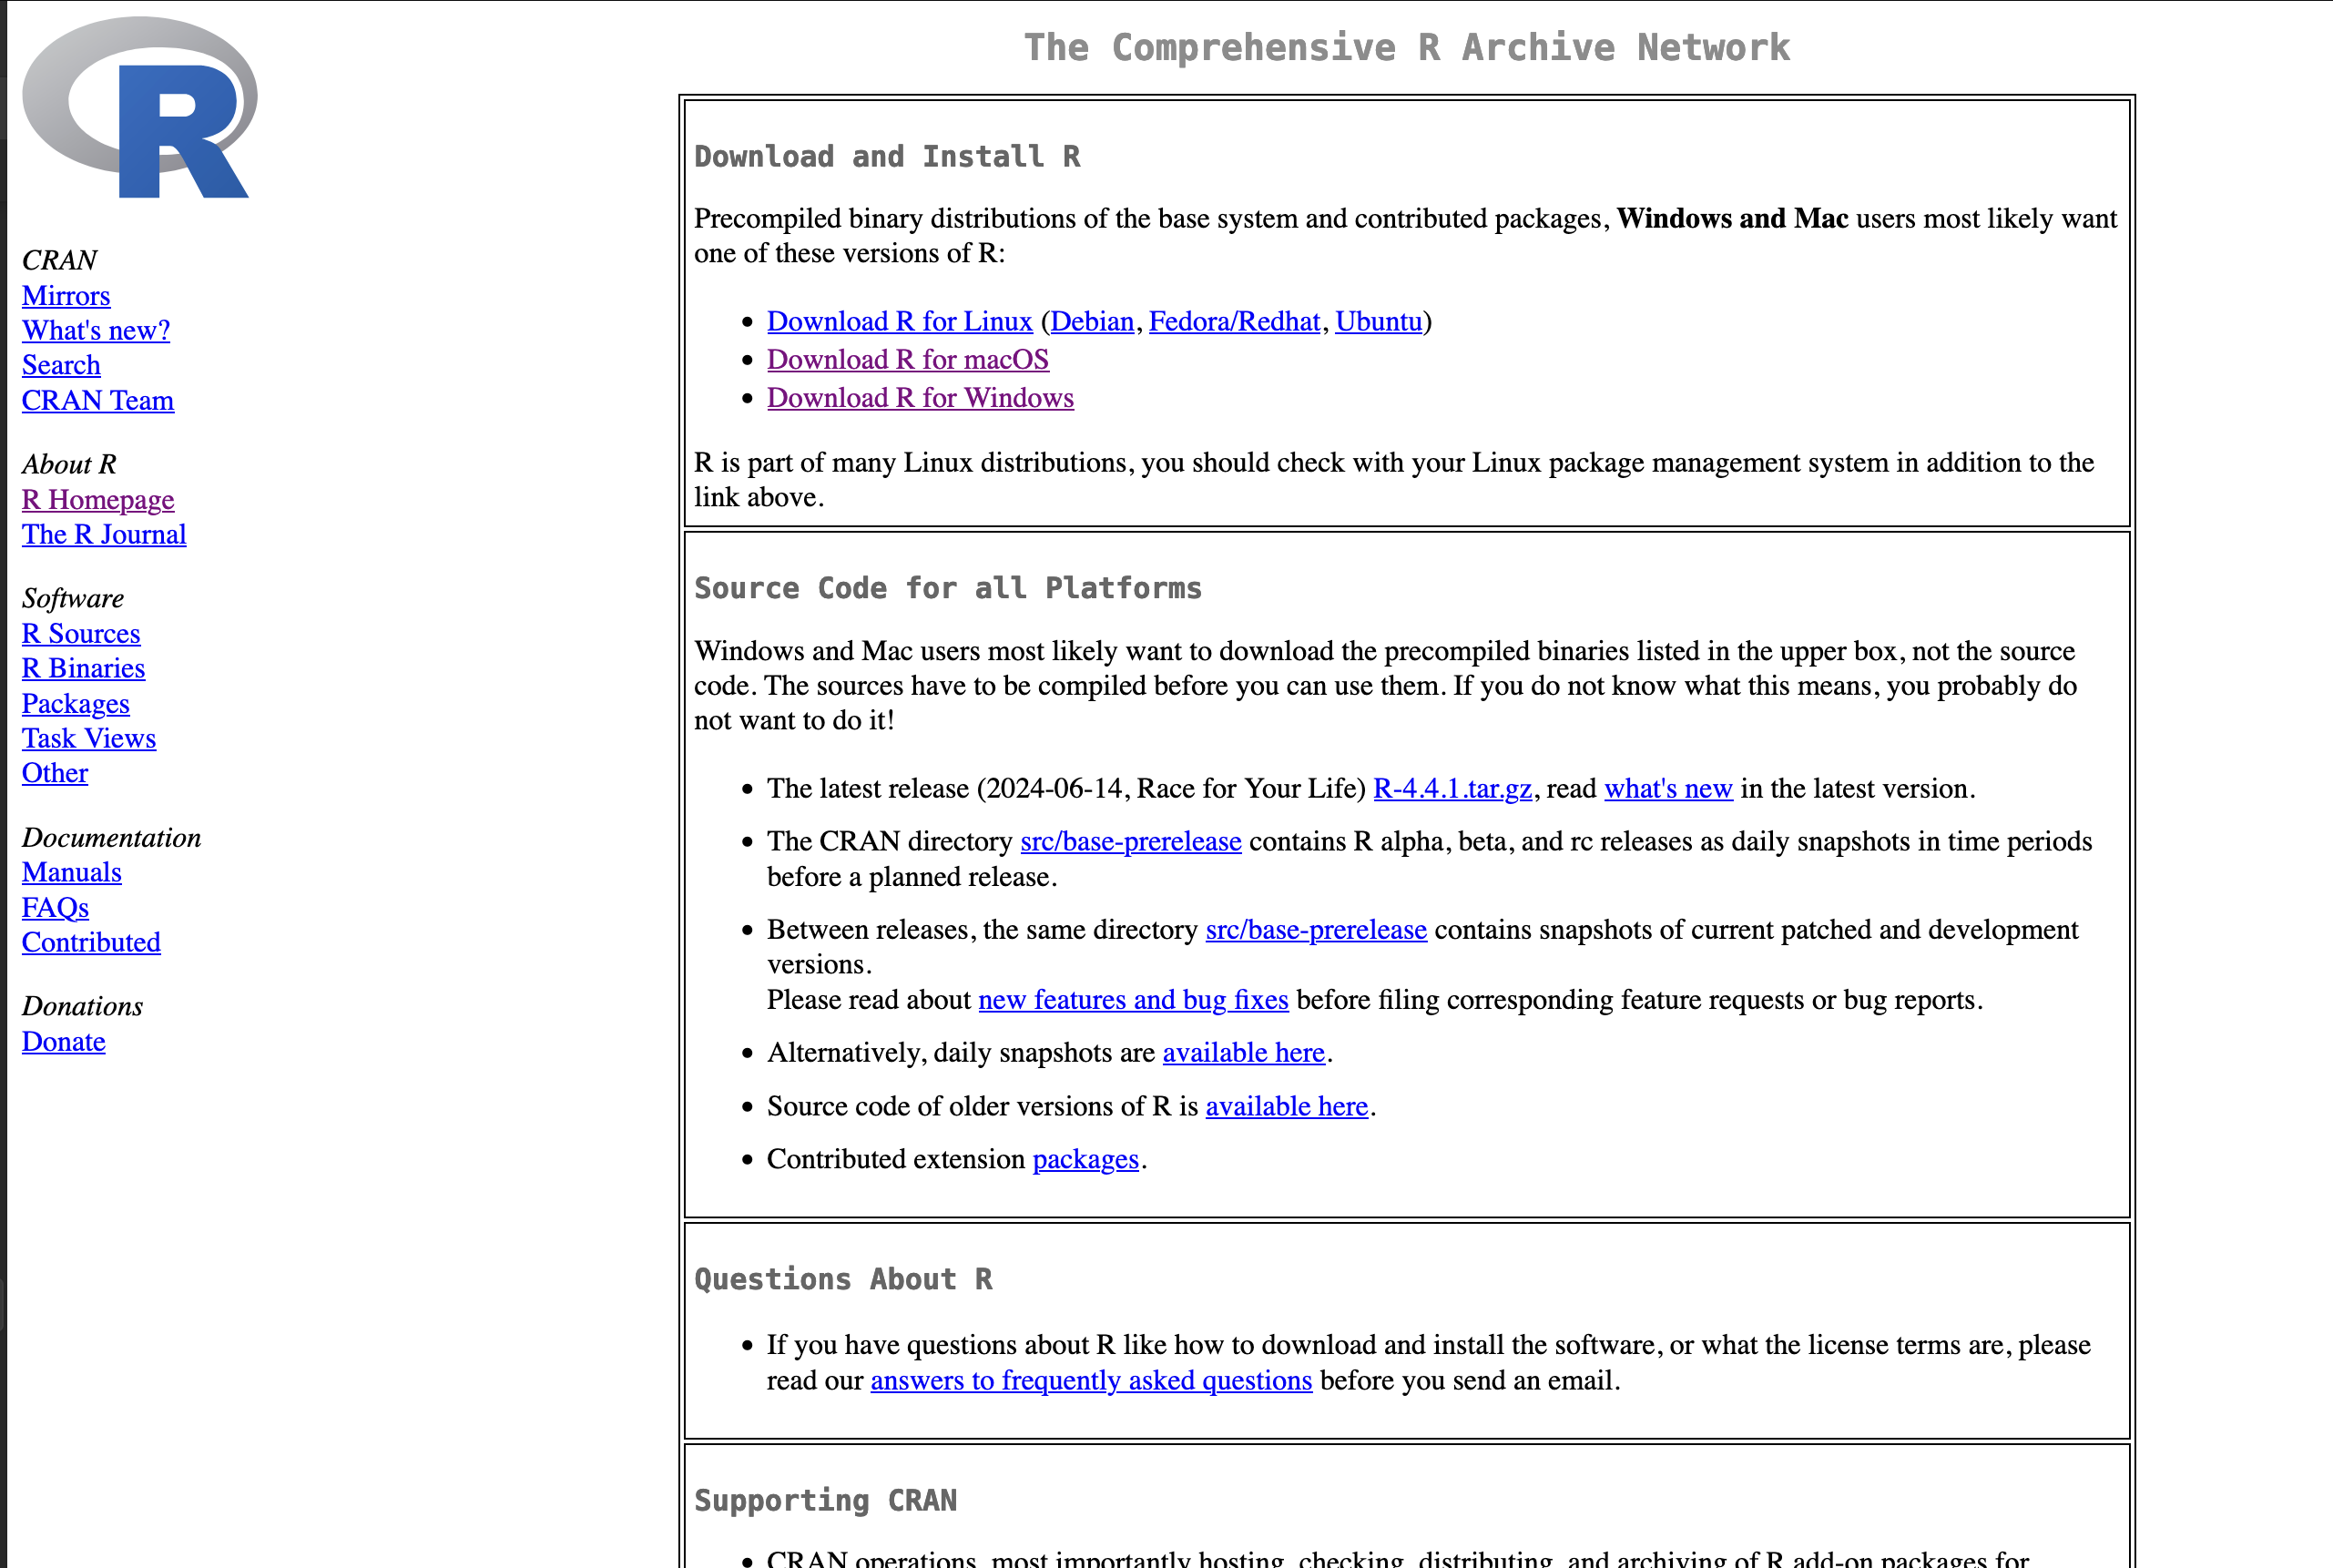 R
CRAN
Mirrors
What's new?
Search
CRAN Team
About R
R Homepage
The R Journal
Software
R Sources
R Binaries
Packages
Task Views
Other
Documentation
Manuals
FAQs
Contributed
Donations
Donate
The Comprehensive R Archive Network
Download and Install R
Precompiled binary distributions of the base system and contributed packages, Windows and Mac users most likely want
one of these versions of R:
• Download R for Linux (Debian, Fedora/Redhat, Ubuntu)
• Download R for macOS
• Download R for Windows
R is part of many Linux distributions, you should check with your Linux package management system in addition to the
link above.
Source Code for all Platforms
Windows and Mac users most likely want to download the precompiled binaries listed in the upper box, not the source
code. The sources have to be compiled before you can use them. If you do not know what this means, you probably do
not want to do it!
• The latest release (2024-06-14, Race for Your Life) R-4.4.1.tar.gz, read what's new in the latest version.
• The CRAN directory src/base-prerelease contains R alpha, beta, and rc releases as daily snapshots in time periods
before a planned release.
• Between releases, the same directory src/base-prerelease contains snapshots of current patched and development
versions.
Please read about new features and bug fixes before filing corresponding feature requests or bug reports.
• Alternatively, daily snapshots are available here.
• Source code of older versions of R is available here.
• Contributed extension packages.
Questions About R
• If you have questions about R like how to download and install the software, or what the license terms are, please
read our answers to frequently asked questions before you send an email.
Supporting CRAN
• CRAN operations, most importantly hosting, checking, distributing, and archiving of R add-on packages for